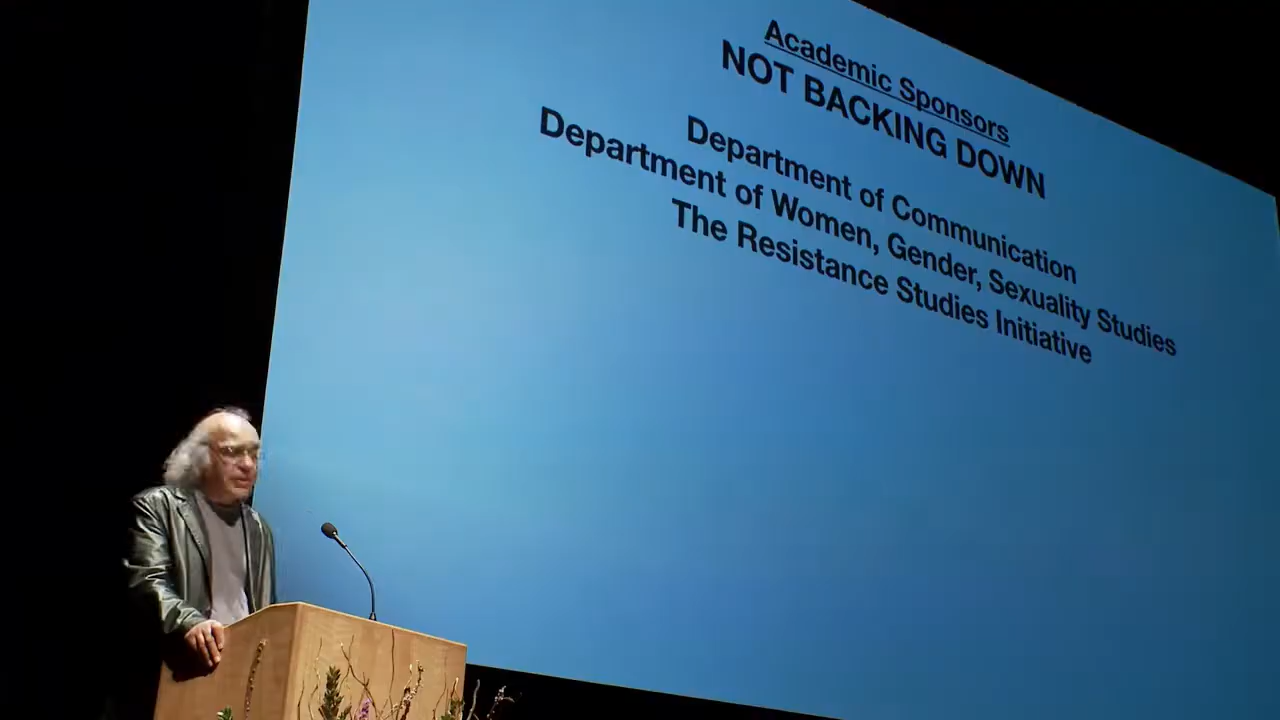 Academic Sponsors
NOT BACKING DOWN
Department of Communication
Department of Women, Gender, Sexuality Studies
The Resistance Studies Initiative